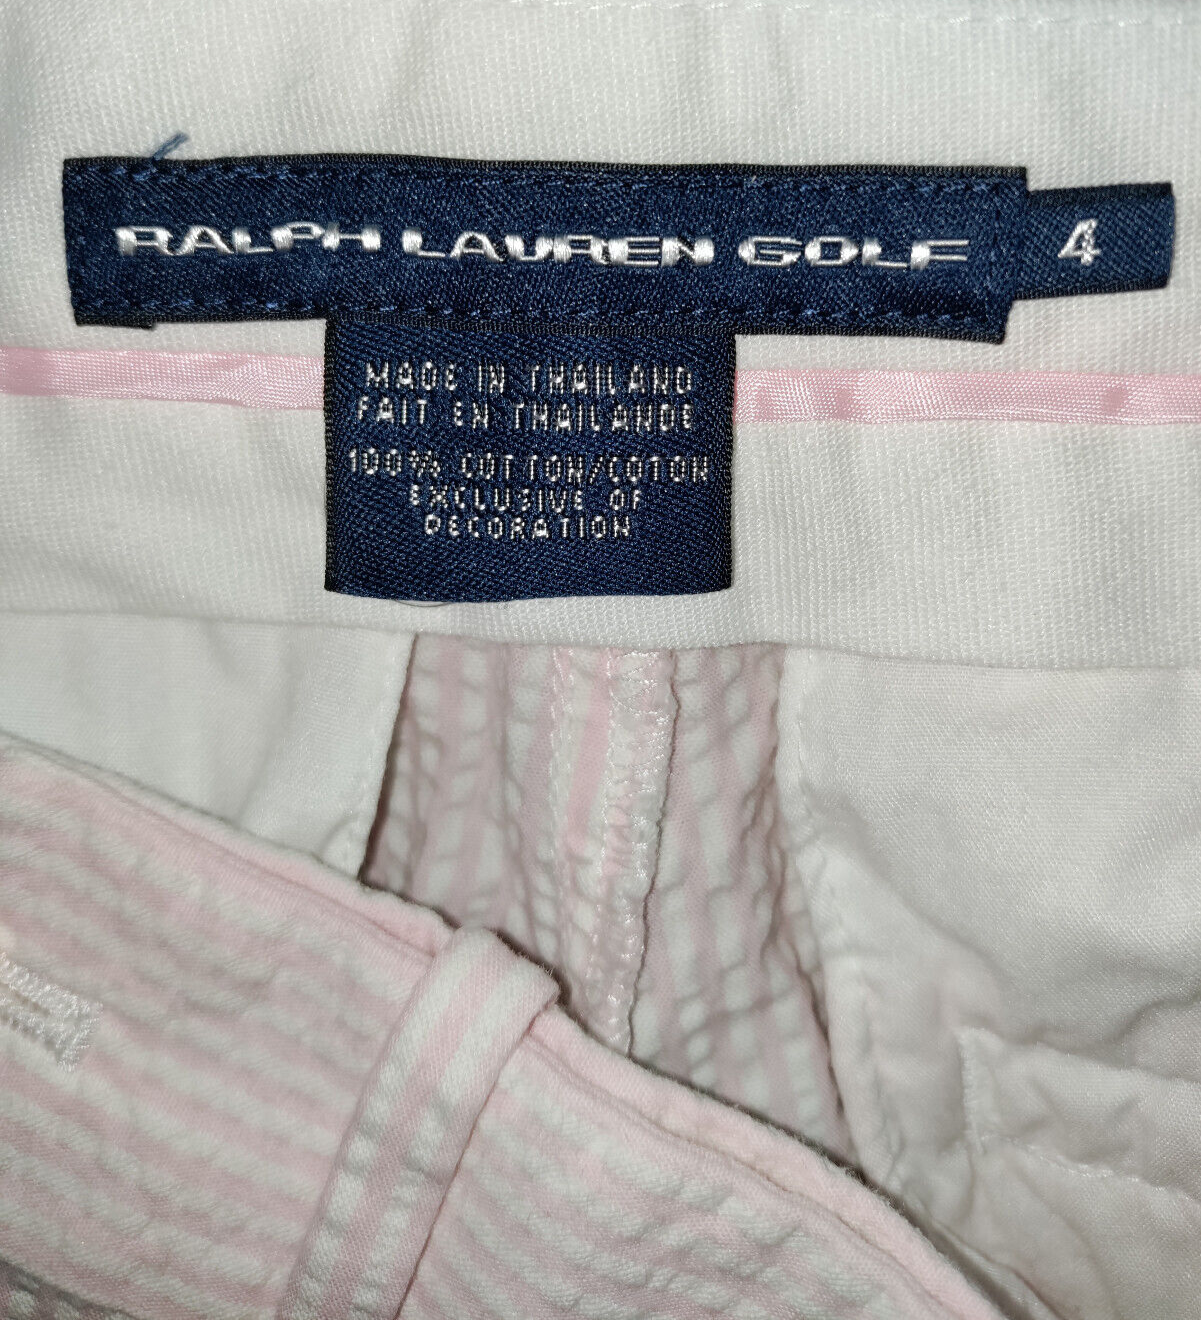 RALPH LAUREN GOLF 4
MADE IN THAILAND
FAIT EN THAILANDE
100% COTTON/COTON
EXCLUSIVE OF
DECORATION